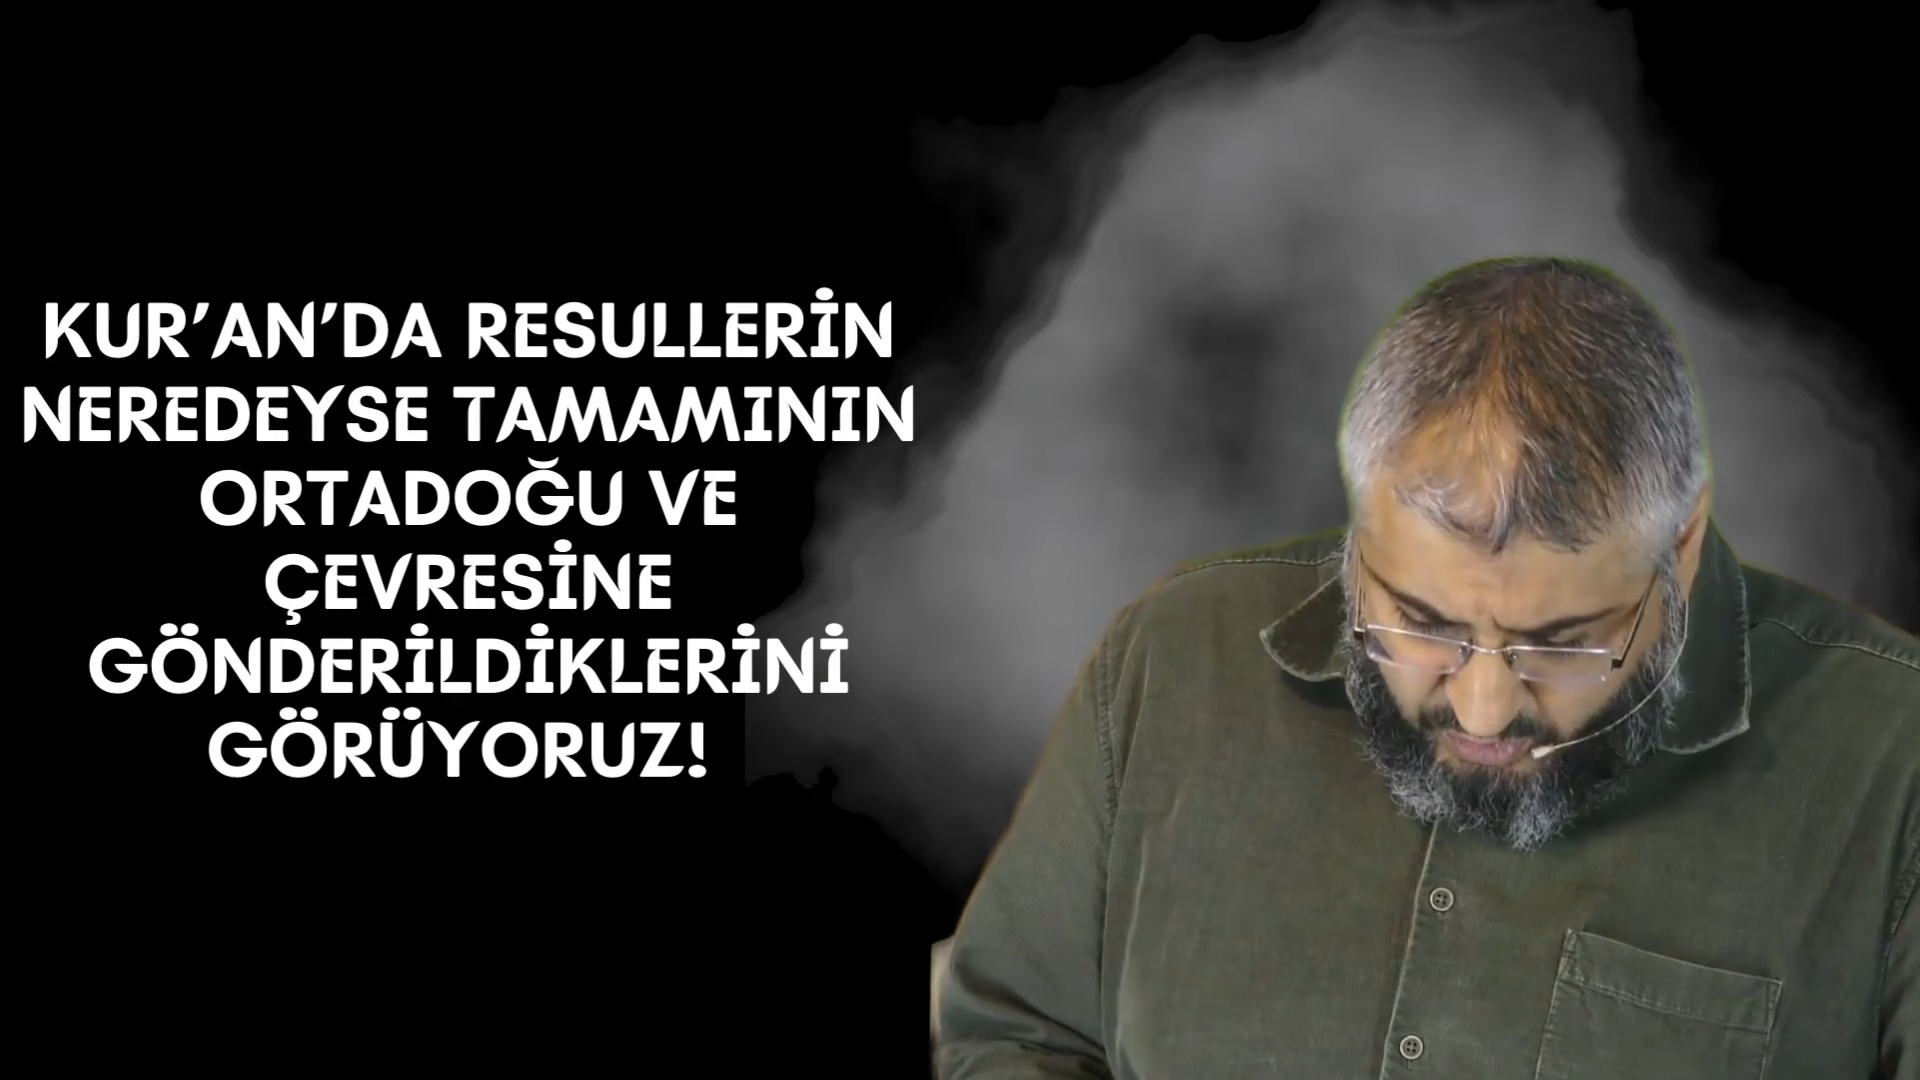 KUR'AN'DA RESULLERİN
NEREDEYSE TAMAMININ
ORTADOĞU VE
ÇEVRESİNE
GÖNDERİLDİKLERİNİ
GÖRÜYORUZ!